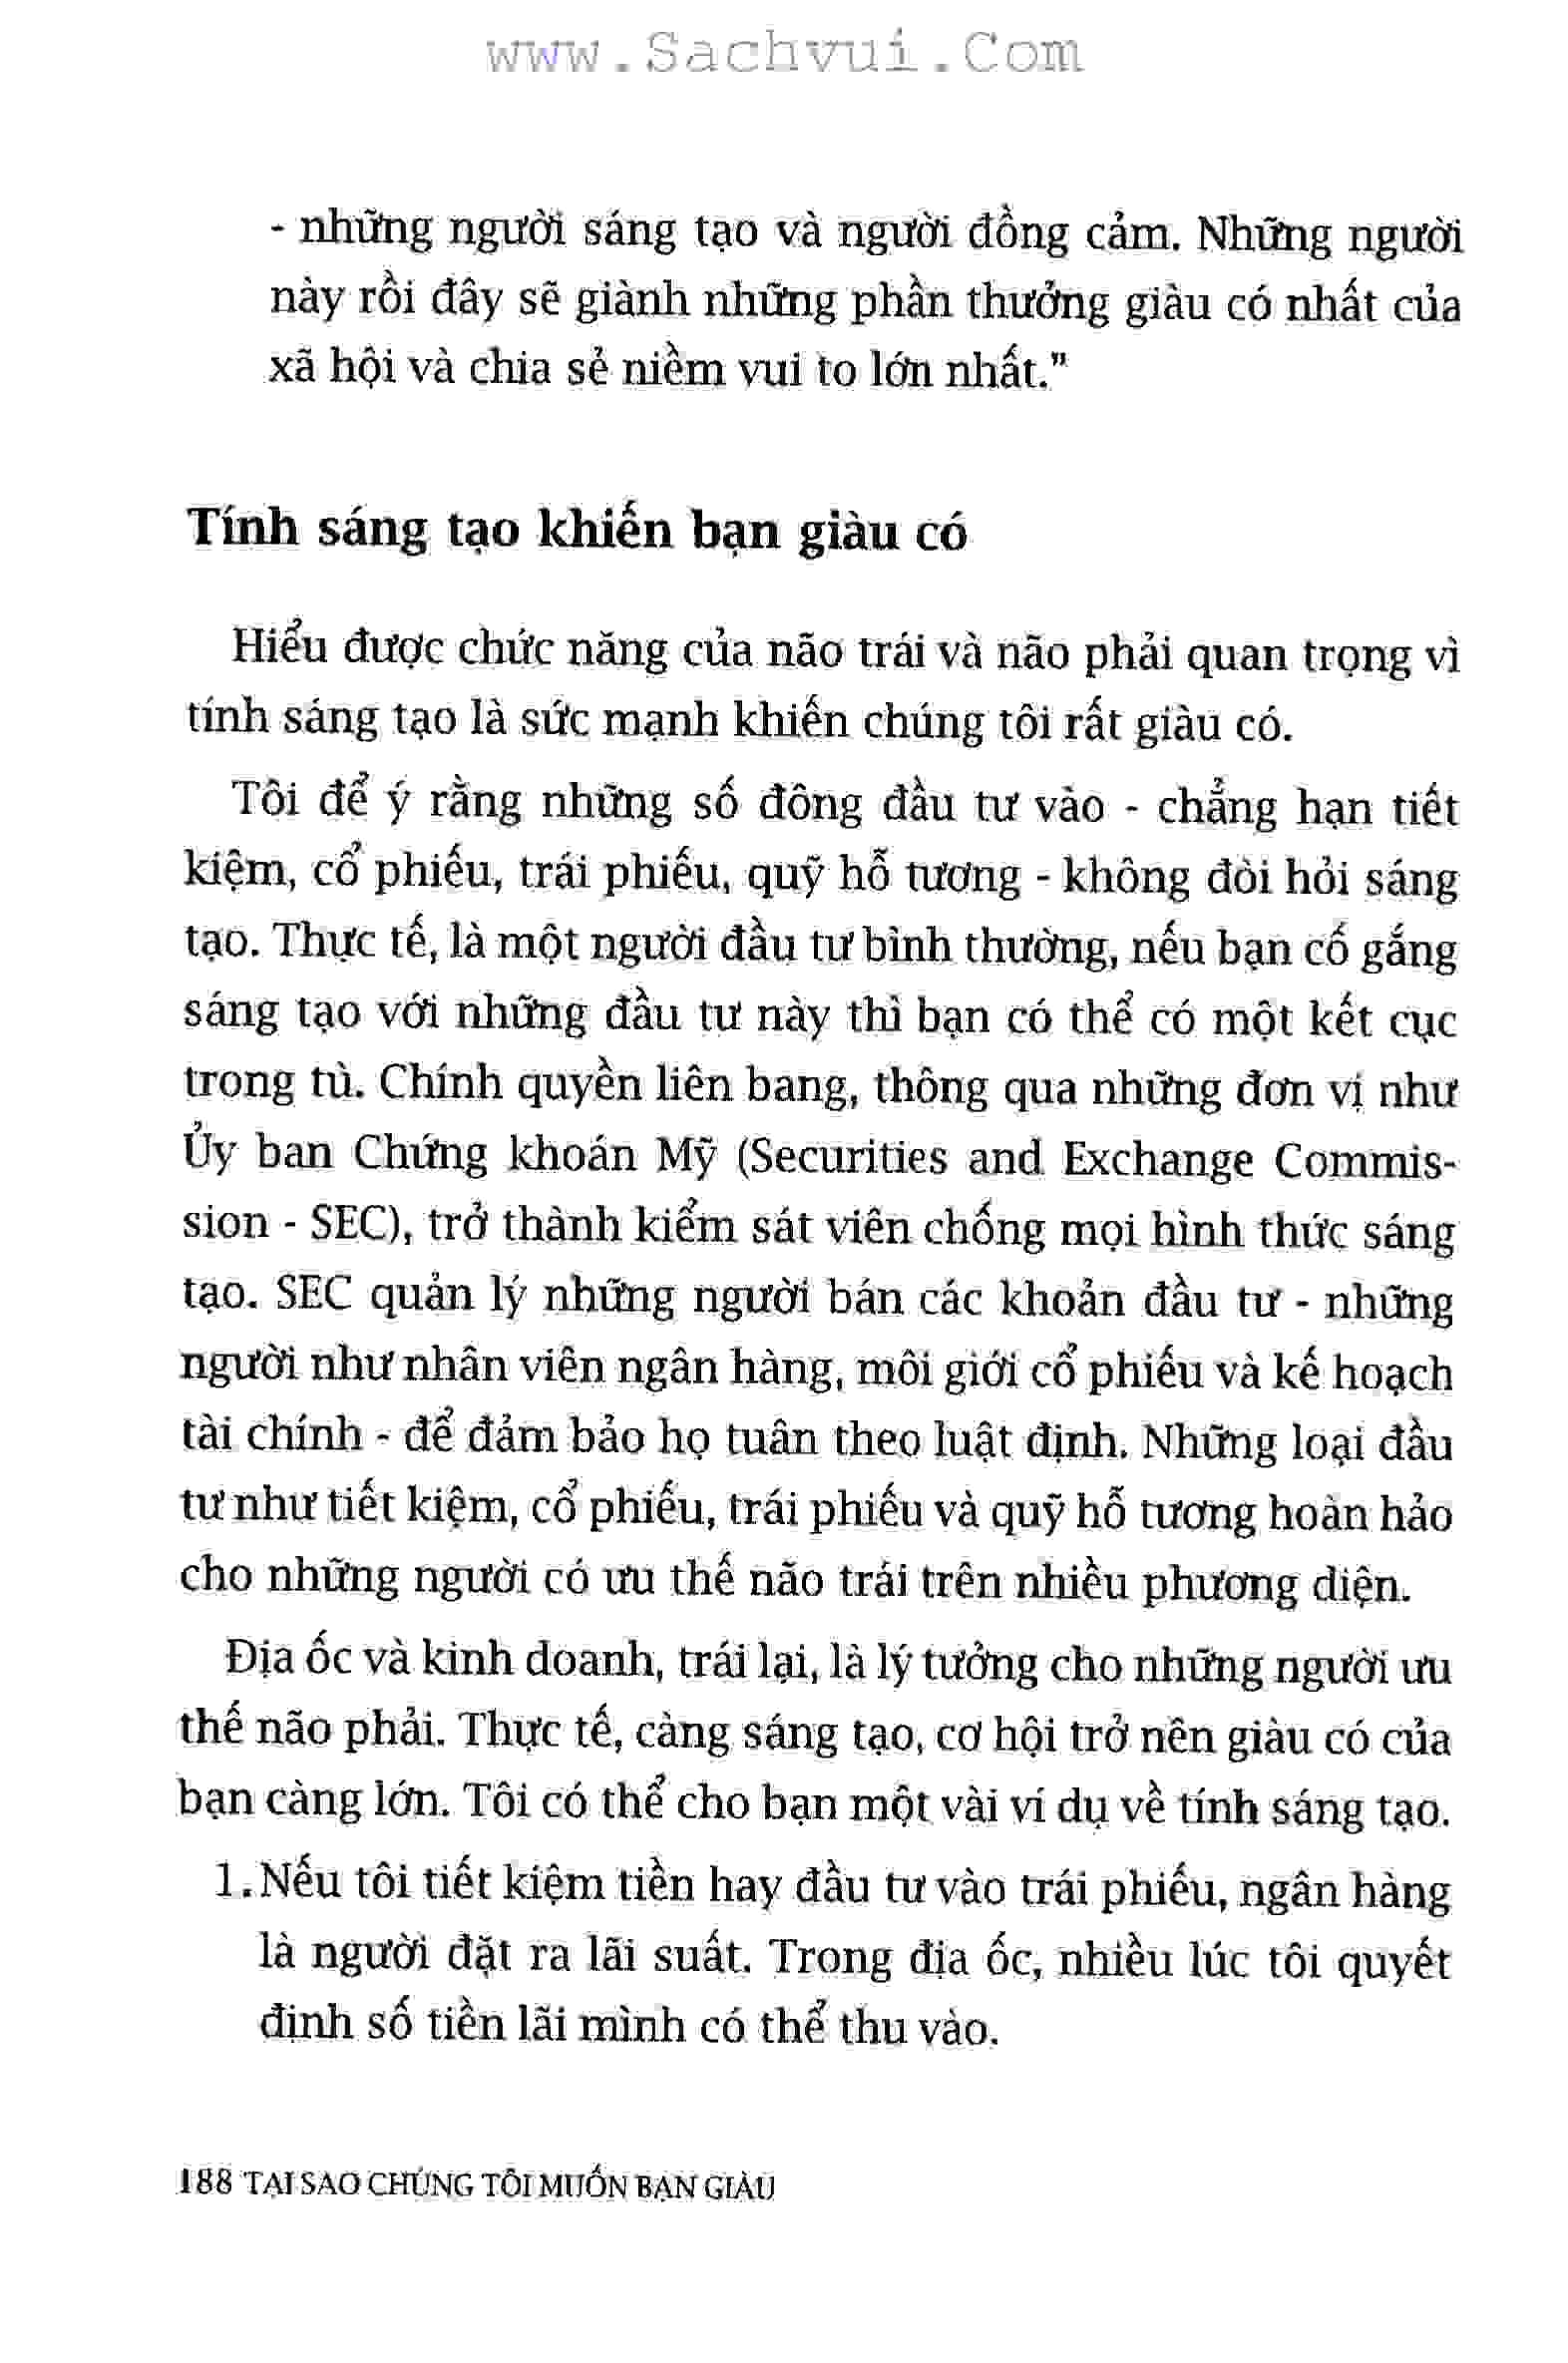 www.Sachvui.Com
- những người sáng tạo và người đồng cảm. Những người
này rồi đây sẽ giành những phần thưởng giàu có nhất của
xã hội và chia sẻ niềm vui to lớn nhất."
Tính sáng tạo khiến bạn giàu có
Hiểu được chức năng của não trái và não phải quan trọng vì
tính sáng tạo là sức mạnh khiến chúng tôi rất giàu có.
Tôi để ý rằng những số đông đầu tư vào - chẳng hạn tiết
kiệm, cổ phiếu, trái phiếu, quỹ hỗ tương - không đòi hỏi sáng
tạo. Thực tế, là một người đầu tư bình thường, nếu bạn cố gắng
sáng tạo với những đầu tư này thì bạn có thể có một kết cục
trong tù. Chính quyền liên bang, thông qua những đơn vị như
Ủy ban Chứng khoán Mỹ (Securities and Exchange Commis-
sion - SEC), trở thành kiểm sát viên chống mọi hình thức sáng
tạo. SEC quản lý những người bán các khoản đầu tư - những
người như nhân viên ngân hàng, môi giới cổ phiếu và kế hoạch
tài chính - để đảm bảo họ tuân theo luật định. Những loại đầu
tư như tiết kiệm, cổ phiếu, trái phiếu và quỹ hỗ tương hoàn hảo
cho những người có ưu thế não trái trên nhiều phương diện.
Địa ốc và kinh doanh, trái lại, là lý tưởng cho những người ưu
thế não phải. Thực tế, càng sáng tạo, cơ hội trở nên giàu có của
bạn càng lớn. Tôi có thể cho bạn một vài ví dụ về tính sáng tạo.
1. Nếu tôi tiết kiệm tiền hay đầu tư vào trái phiếu, ngân hàng
là người đặt ra lãi suất. Trong địa ốc, nhiều lúc tôi quyết
định số tiền lãi mình có thể thu vào.
188 TẠI SAO CHÚNG TÔI MUỐN BẠN GIÀU